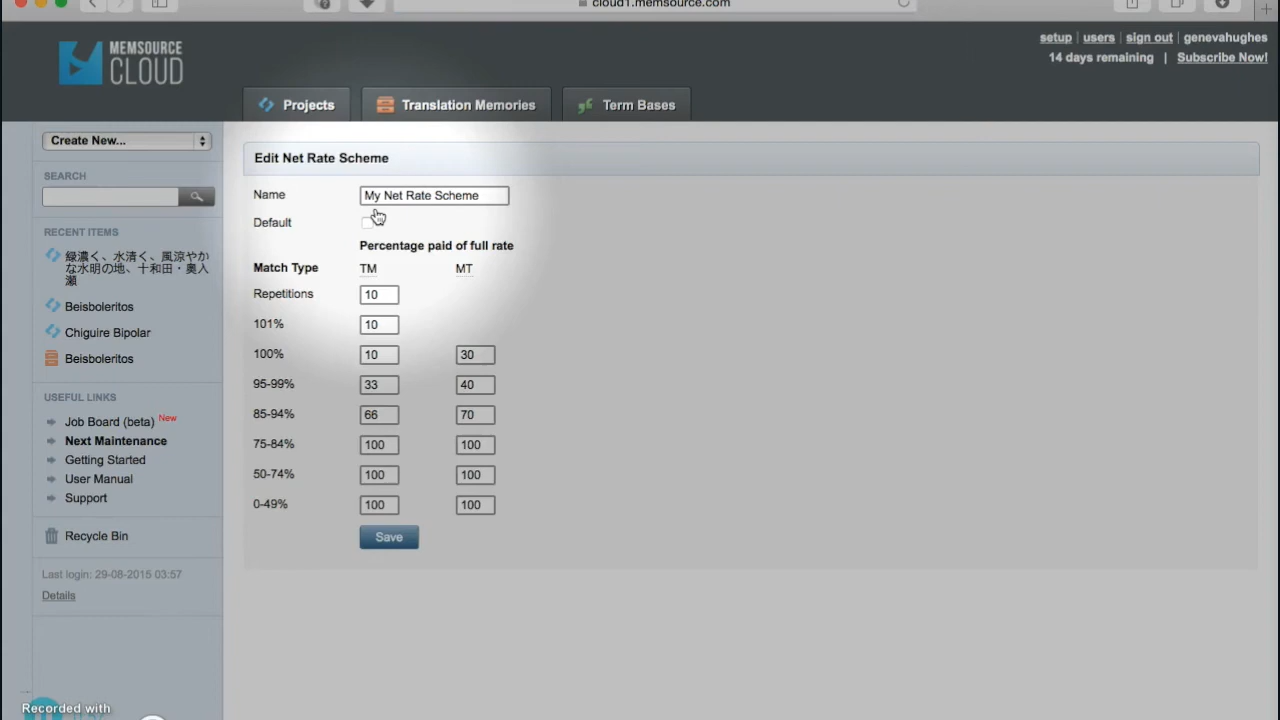 cloud1.memsource.com
MEMSOURCE
CLOUD
setup | users | sign out | genevahughes
14 days remaining | Subscribe Now!
Projects
Translation Memories
Term Bases
Create New...
SEARCH
RECENT ITEMS
緑濃く、水清く、風涼やか
な水明の地、十和田・奥入
瀬
Beisboleritos
Chiguire Bipolar
Beisboleritos
USEFUL LINKS
Job Board (beta) New
Next Maintenance
Getting Started
User Manual
Support
Recycle Bin
Last login: 29-08-2015 03:57
Details
Edit Net Rate Scheme
Name My Net Rate Scheme
Default
Percentage paid of full rate
Match Type TM MT
Repetitions 10
101% 10
100% 10 30
95-99% 33 40
85-94% 66 70
75-84% 100 100
50-74% 100 100
0-49% 100 100
Save
Recorded with